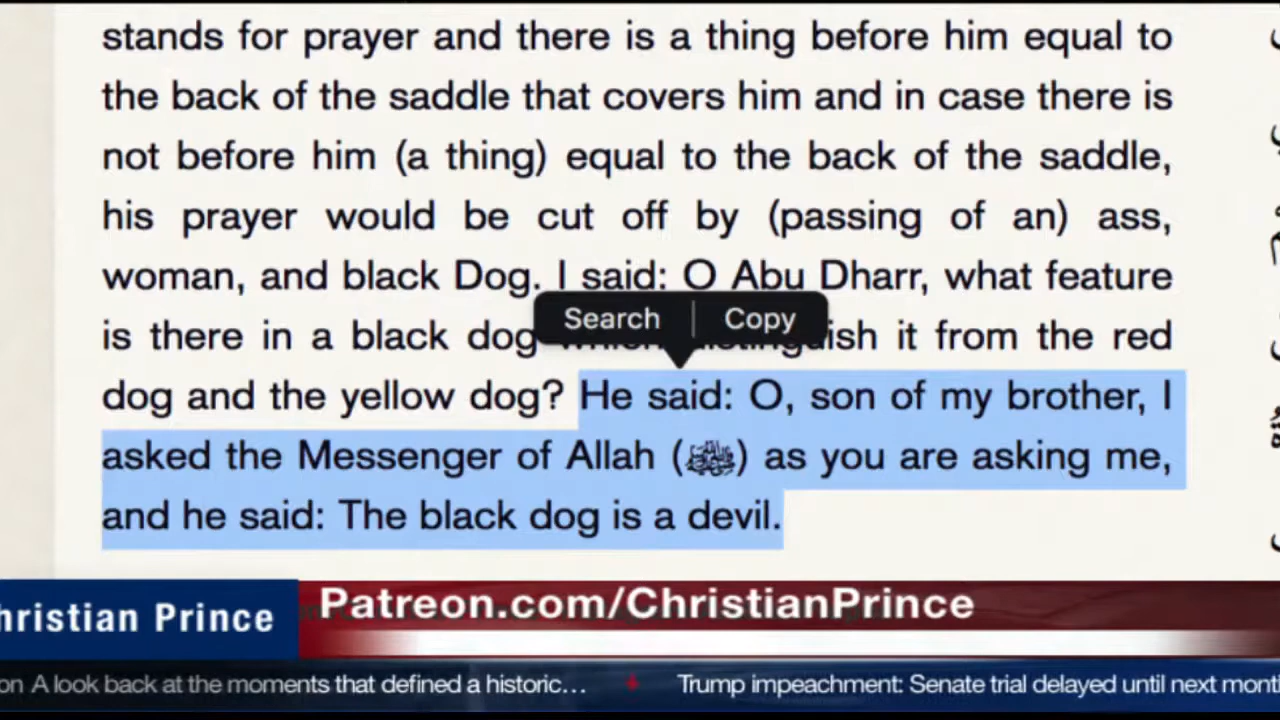 stands for prayer and there is a thing before him equal to
the back of the saddle that covers him and in case there is
not before him (a thing) equal to the back of the saddle,
his prayer would be cut off by (passing of an) ass,
woman, and black Dog. I said: O Abu Dharr, what feature
Search Copy
is there in a black dog which distinguish it from the red
dog and the yellow dog? He said: O, son of my brother, I
asked the Messenger of Allah (ﷺ) as you are asking me,
and he said: The black dog is a devil.
hristian Prince
Patreon.com/ChristianPrince
on A look back at the moments that defined a historic…
Trump impeachment: Senate trial delayed until next mont